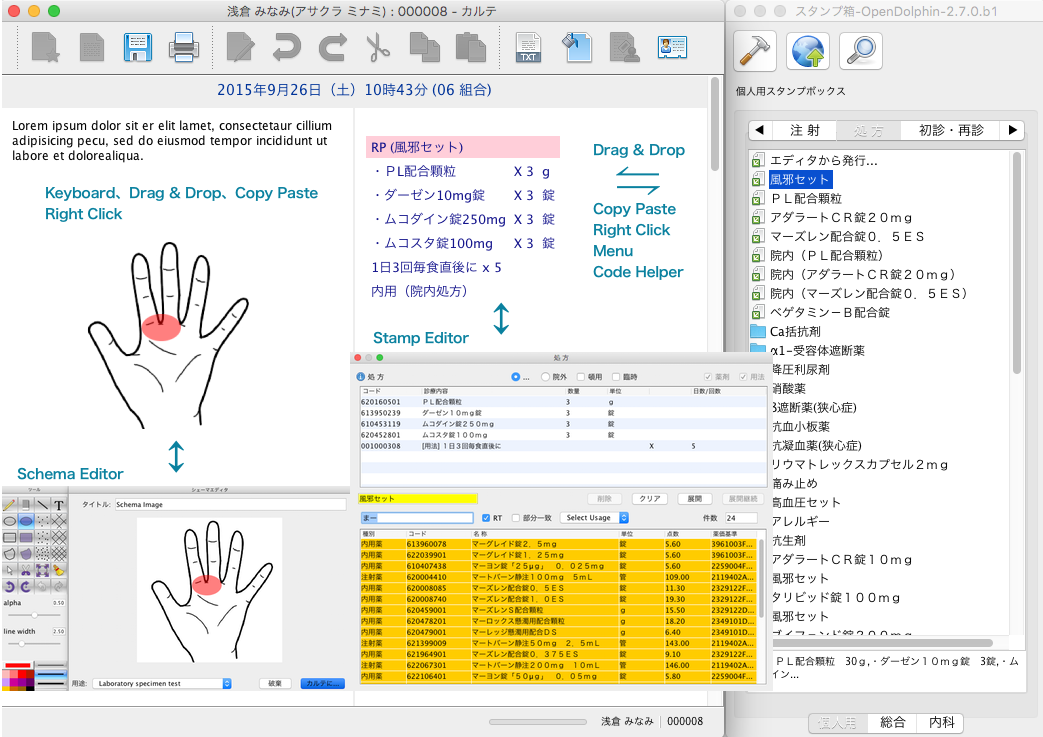 浅倉 みなみ(アサクラ ミナミ) : 000008 - カルテ
TXT
2015年9月26日（土）10時43分 (06 組合)
Lorem ipsum dolor sit er elit lamet, consectetaur cillium
adipisicing pecu, sed do eiusmod tempor incididunt ut
labore et dolorealiqua.
Keyboard、Drag & Drop、Copy Paste
Right Click
Schema Editor
RP (風邪セット)
・ＰL配合顆粒 X 3 g
・ダーゼン10mg錠 X 3 錠
・ムコダイン錠250mg X 3 錠
・ムコスタ錠100mg X 3 錠
1日3回毎食直後に x 5
内用（院内処方）
Drag & Drop
Copy Paste
Right Click
Menu
Code Helper
Stamp Editor
シェーマエディタ
ツール
タイトル: Schema Image
T
alpha 0.50
line width 2.50
用途: Laboratory specimen test
破棄
カルテに...
処 方
処 方
... 院外 頓用 臨時 薬剤 用法
コード 診療内容 数量 単位 日数/回数
620160501 ＰＬ配合顆粒 3 g
613950239 ダーゼン１０ｍｇ錠 3 錠
610453119 ムコダイン錠２５０ｍｇ 3 錠
620452801 ムコスタ錠１００ｍｇ 3 錠
001000308 [用法] １日３回毎食直後に X 5
風邪セット 削除 クリア 展開 展開継続
まー RT 部分一致 Select Usage 件数 24
種別 コード 名 称 単位 点数 薬価基準
内用薬 613960078 マーグレイド錠２．５ｍｇ 錠 5.60 3961003F...
内用薬 622039901 マーグレイド錠１．２５ｍｇ 錠 5.60 3961003F...
内用薬 610407438 マーヨン錠「25μg」 ０．０２５ｍｇ 錠 5.60 2259004F...
注射薬 620004410 マートバーン静注１００ｍｇ ５ｍＬ 管 109.00 2119402A...
内用薬 620008085 マーズレン配合錠０．５ＥＳ 錠 11.30 2329122F...
内用薬 620008740 マーズレン配合錠１．０ＥＳ 錠 19.30 2329122F...
内用薬 620459001 マーズレンＳ配合顆粒 g 15.50 2329122D...
内用薬 620478201 マーロックス懸濁用配合顆粒 g 18.20 2349101D...
内用薬 620479001 マーレッジ懸濁用配合ＤＳ g 6.40 2349101D...
注射薬 621399009 マートバーン静注50mg ２．５ｍＬ 管 143.00 2119402A...
内用薬 621964901 マーズレン配合錠０．３７５ＥＳ 錠 9.10 2329122F...
注射薬 622067301 マートバーン静注200mg １０ｍＬ 管 146.00 2119402A...
内用薬 622106401 マーヨン錠「50μg」 ０．０５ｍｇ 錠 5.80 2259004F...
浅倉 みなみ 000008
スタンプ箱-OpenDolphin-2.7.0.b1
個人用スタンプボックス
注 射 処 方 初診・再診
エディタから発行...
風邪セット
ＰＬ配合顆粒
アダラートＣＲ錠２０ｍｇ
マーズレン配合錠０．５ＥＳ
院内（ＰＬ配合顆粒）
院内（アダラートＣＲ錠２０ｍｇ）
院内（マーズレン配合錠０．５ＥＳ）
ベゲタミン－Ｂ配合錠
Ca括抗剤
α1-受容体遮断薬
降圧利尿剤
硝酸薬
β遮断薬(狭心症)
抗血小板薬
抗凝血薬(狭心症)
リウマトレックスカプセル２ｍｇ
痛み止め
高血圧セット
アレルギー
抗生剤
アダラートＣＲ錠１０ｍｇ
風邪セット
タリビッド錠１００ｍｇ
風邪セット
ＰＬ配合顆粒 30g,・ダーゼン１０ｍｇ錠 3錠,・ム
イン...
個人用 総合 内科